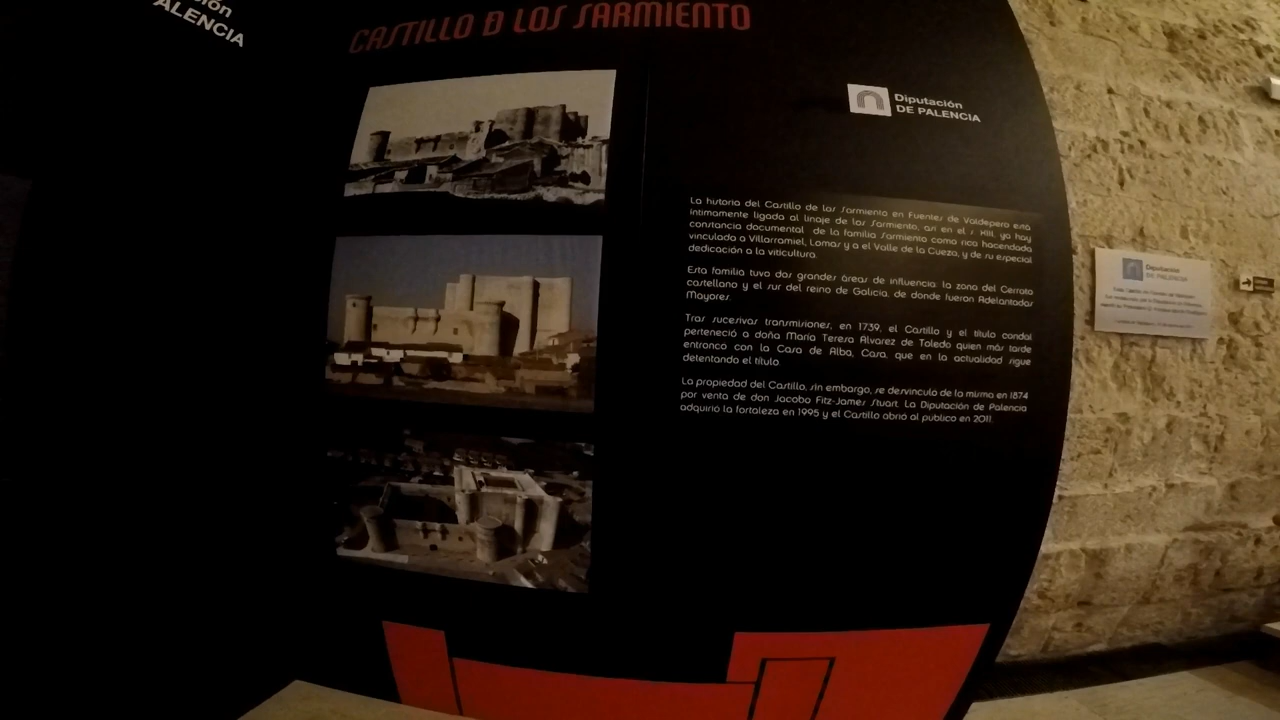 PALENCIA
CASTILLO D LOS SARMIENTO
Diputación
DE PALENCIA
La historia del Castillo de los Sarmiento en Fuentes de Valdepero está
íntimamente ligada al linaje de los Sarmiento, así en el s. XIII, ya hay
constancia documental de la familia Sarmiento como rica hacendada
vinculada a Villarramiel, Lomas y a el Valle de la Cueza, y de su especial
dedicación a la viticultura.
Esta familia tuvo dos grandes áreas de influencia: la zona del Cerrato
castellano y el sur del reino de Galicia, de donde fueron Adelantados
Mayores.
Tras sucesivas transmisiones, en 1739, el Castillo y el título condal
perteneció a doña María Teresa Álvarez de Toledo quien más tarde
entronco con la Casa de Alba, Casa, que en la actualidad sigue
detentando el título.
La propiedad del Castillo, sin embargo, se desvinculo de la misma en 1874
por venta de don Jacobo Fitz-James Stuart. La Diputación de Palencia
adquirió la fortaleza en 1995 y el Castillo abrió al público en 2011.
Diputación
DE PALENCIA